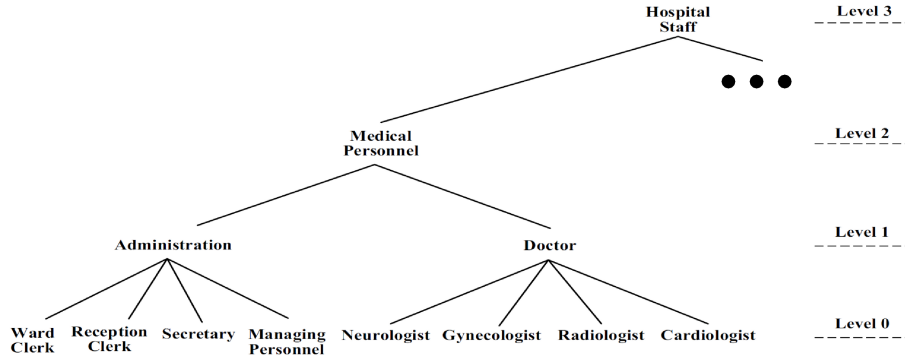 Hospital
Staff
Level 3
Medical
Personnel
Level 2
Administration
Doctor
Level 1
Ward
Clerk
Reception
Clerk
Secretary
Managing
Personnel
Neurologist
Gynecologist
Radiologist
Cardiologist
Level 0